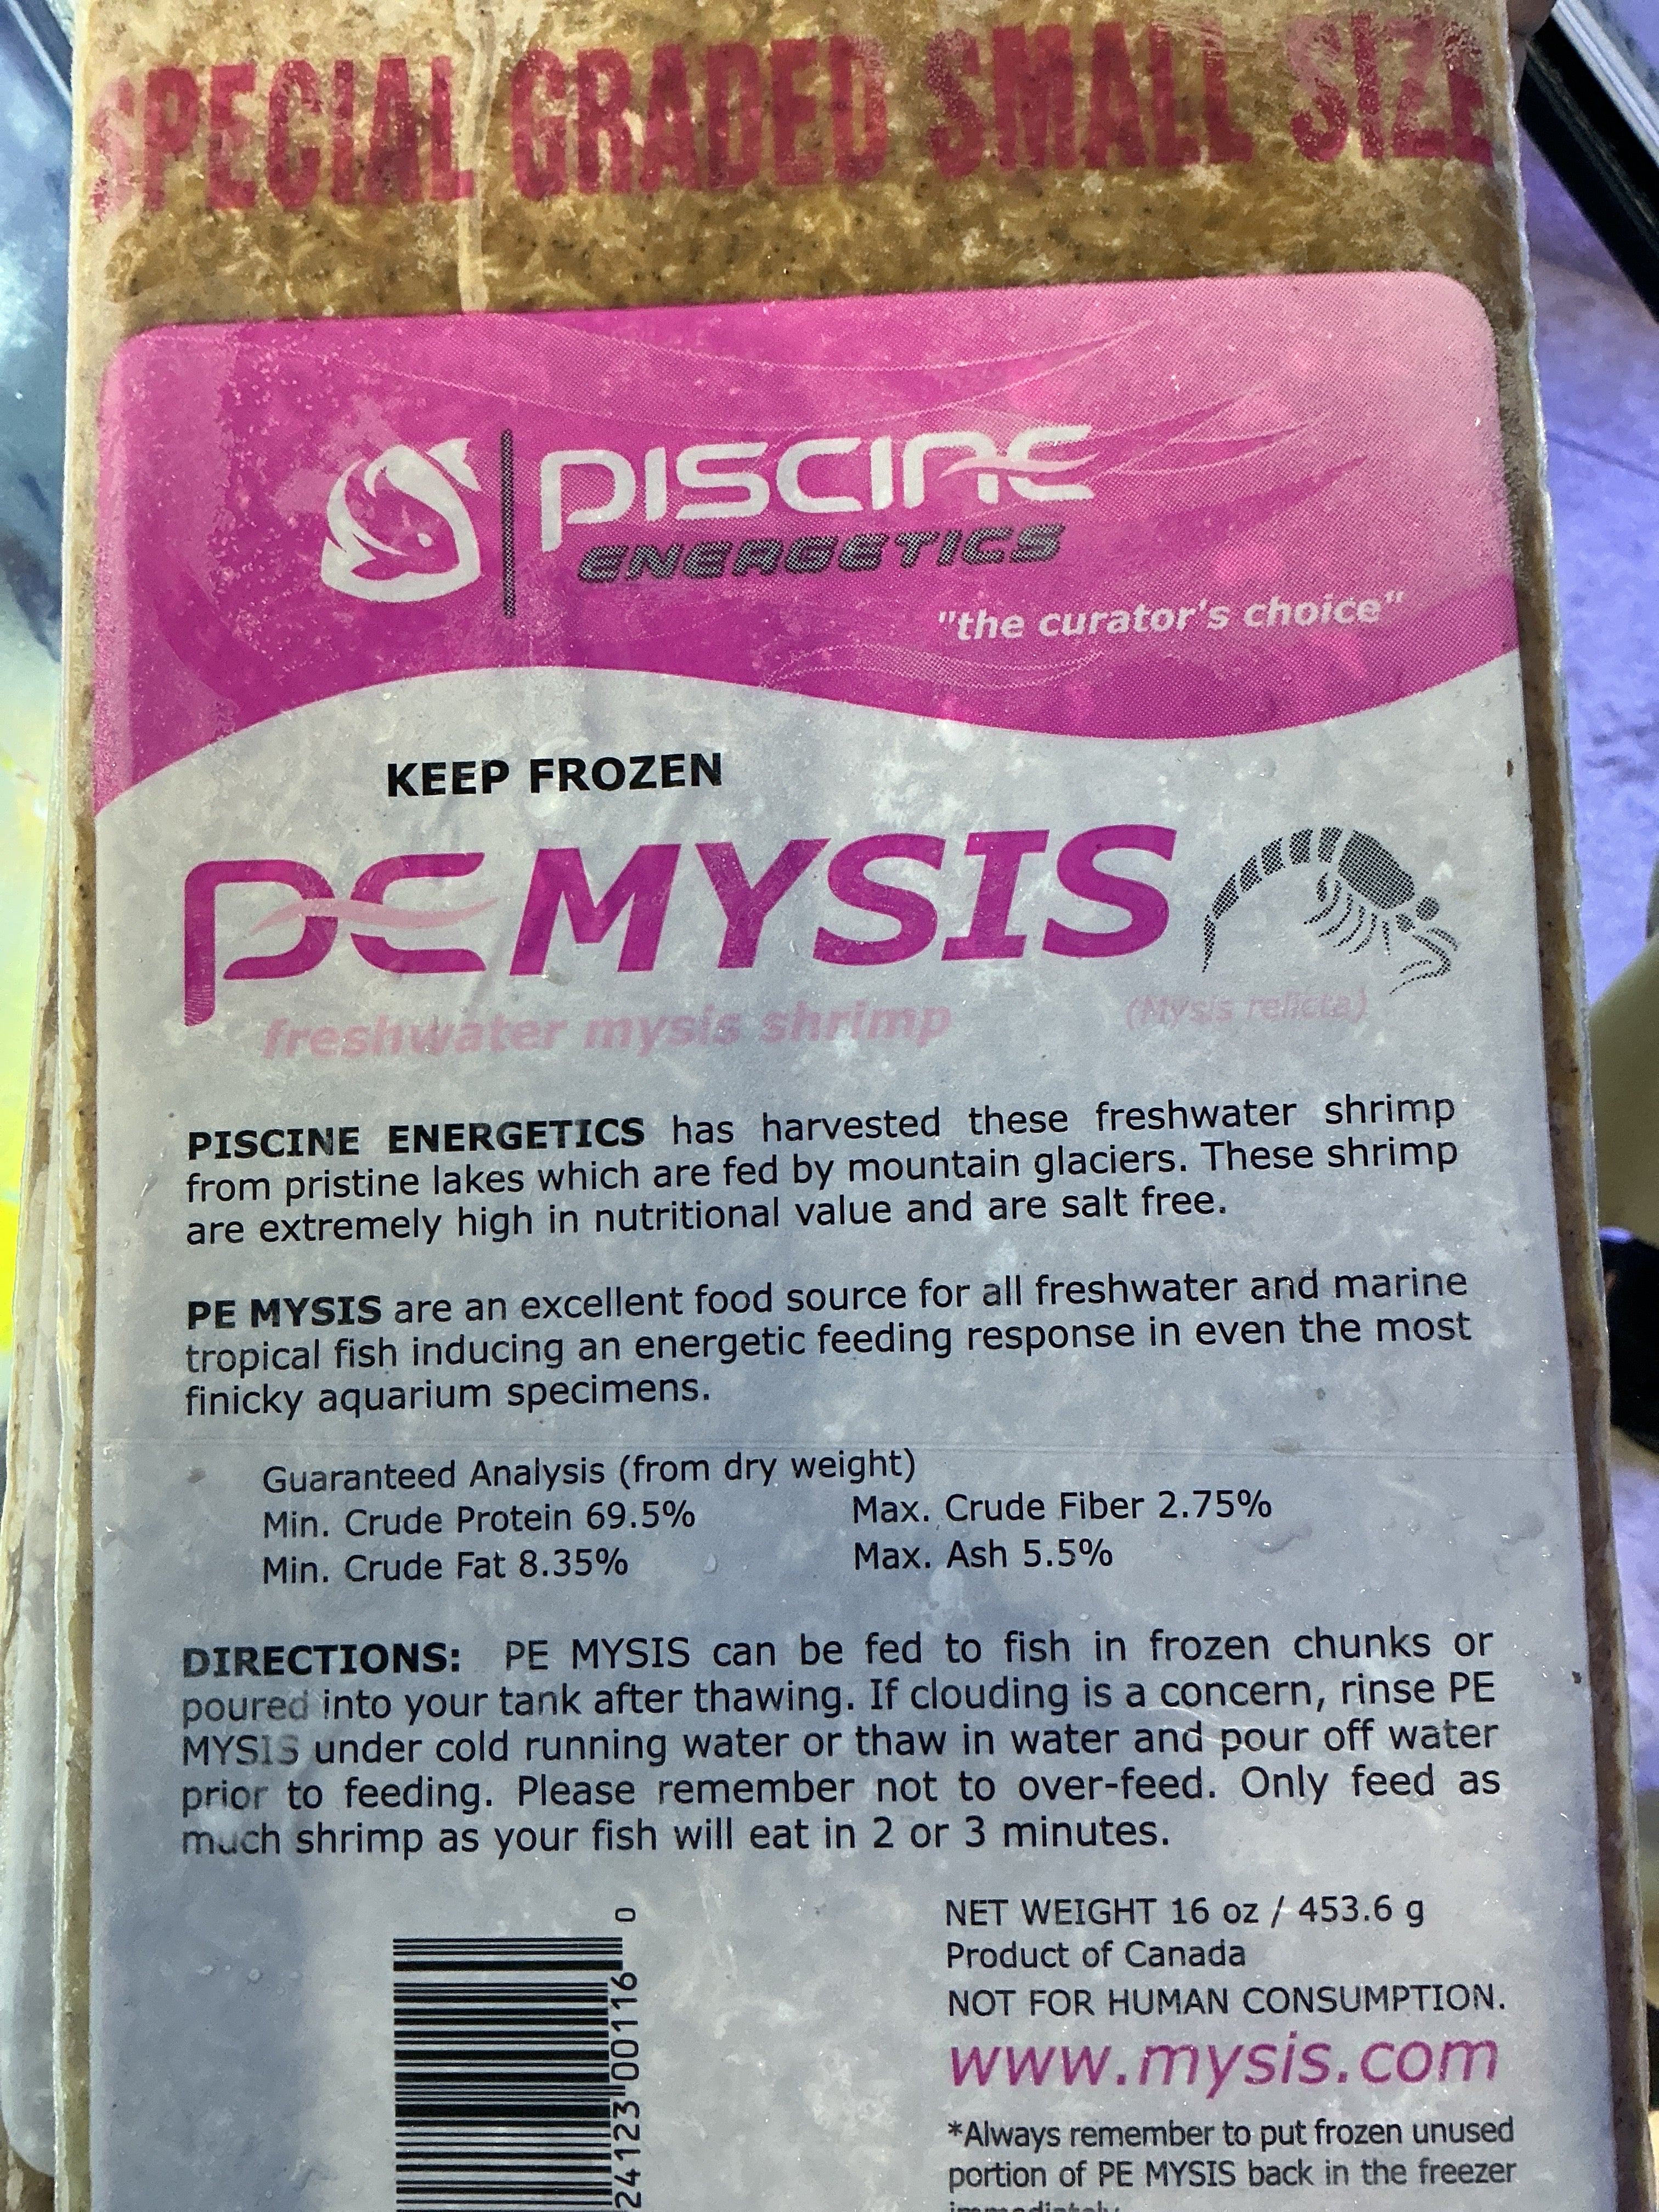 SPECIAL GRADED SMALL SIZE
PISCINE
ENERGETICS
"the curator's choice"
KEEP FROZEN
PE MYSIS
freshwater mysis shrimp (Mysis relicta)
PISCINE ENERGETICS has harvested these freshwater shrimp
from pristine lakes which are fed by mountain glaciers. These shrimp
are extremely high in nutritional value and are salt free.
PE MYSIS are an excellent food source for all freshwater and marine
tropical fish inducing an energetic feeding response in even the most
finicky aquarium specimens.
Guaranteed Analysis (from dry weight)
Min. Crude Protein 69.5% Max. Crude Fiber 2.75%
Min. Crude Fat 8.35% Max. Ash 5.5%
DIRECTIONS: PE MYSIS can be fed to fish in frozen chunks or
poured into your tank after thawing. If clouding is a concern, rinse PE
MYSIS under cold running water or thaw in water and pour off water
prior to feeding. Please remember not to over-feed. Only feed as
much shrimp as your fish will eat in 2 or 3 minutes.
24123 00116 0
NET WEIGHT 16 oz / 453.6 g
Product of Canada
NOT FOR HUMAN CONSUMPTION.
www.mysis.com
*Always remember to put frozen unused
portion of PE MYSIS back in the freezer